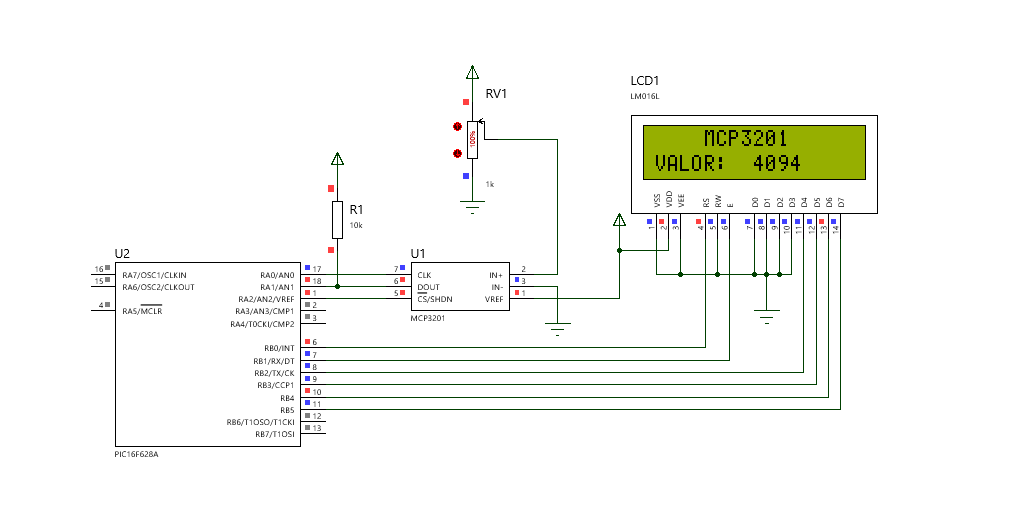 RV1
100%
1k
LCD1
LM016L
MCP3201
VALOR: 4094
VSS
VDD
VEE
RS
RW
E
D0
D1
D2
D3
D4
D5
D6
D7
1
2
3
4
5
6
7
8
9
10
11
12
13
14
R1
10k
U2
16 RA7/OSC1/CLKIN
15 RA6/OSC2/CLKOUT
4 RA5/MCLR
RA0/AN0 17
RA1/AN1 18
RA2/AN2/VREF 1
RA3/AN3/CMP1 2
RA4/T0CKI/CMP2 3
RB0/INT 6
RB1/RX/DT 7
RB2/TX/CK 8
RB3/CCP1 9
RB4 10
RB5 11
RB6/T1OSO/T1CKI 12
RB7/T1OSI 13
PIC16F628A
U1
7 CLK IN+ 2
6 DOUT IN- 3
5 CS/SHDN VREF 1
MCP3201